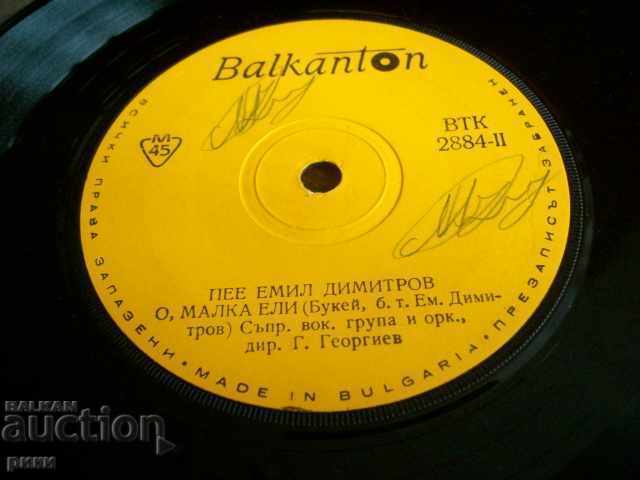 Balkanton
ВТК
2884-II
М
45
ПЕЕ ЕМИЛ ДИМИТРОВ
О, МАЛКА ЕЛИ (Букей, б. т. Ем. Дими-
тров) Съпр. вок. група и орк.,
дир. Г. Георгиев
ВСИЧКИ ПРАВА ЗАПАЗЕНИ • MADE IN BULGARIA • ПРЕЗАПИСЪТ ЗАБРАНЕН
BALKAN
auction
рики